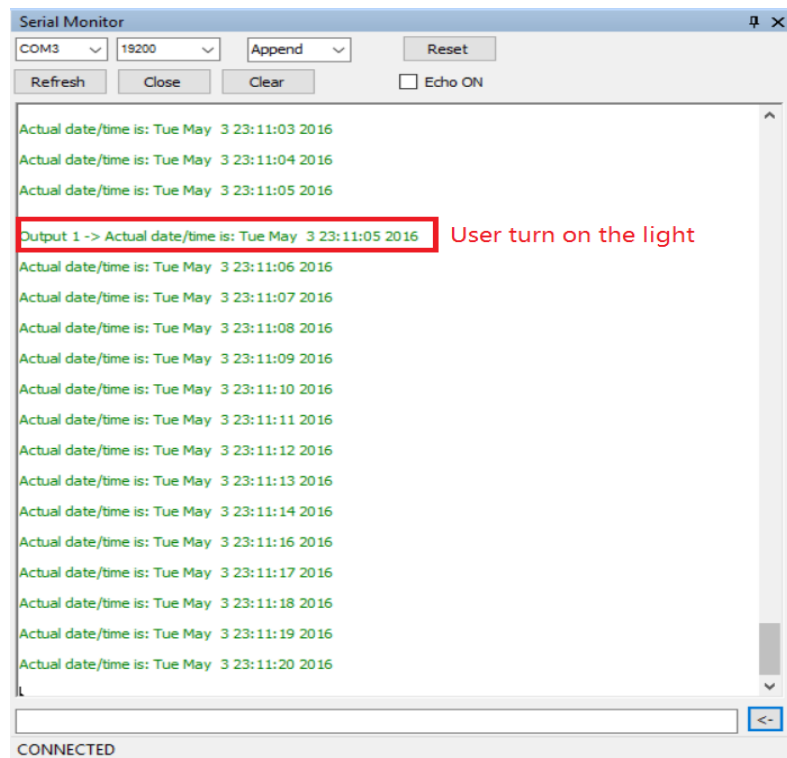 Serial Monitor
COM3 19200 Append Reset
Refresh Close Clear Echo ON
Actual date/time is: Tue May  3 23:11:03 2016
Actual date/time is: Tue May  3 23:11:04 2016
Actual date/time is: Tue May  3 23:11:05 2016
Output 1 -> Actual date/time is: Tue May  3 23:11:05 2016 User turn on the light
Actual date/time is: Tue May  3 23:11:06 2016
Actual date/time is: Tue May  3 23:11:07 2016
Actual date/time is: Tue May  3 23:11:08 2016
Actual date/time is: Tue May  3 23:11:09 2016
Actual date/time is: Tue May  3 23:11:10 2016
Actual date/time is: Tue May  3 23:11:11 2016
Actual date/time is: Tue May  3 23:11:12 2016
Actual date/time is: Tue May  3 23:11:13 2016
Actual date/time is: Tue May  3 23:11:14 2016
Actual date/time is: Tue May  3 23:11:16 2016
Actual date/time is: Tue May  3 23:11:17 2016
Actual date/time is: Tue May  3 23:11:18 2016
Actual date/time is: Tue May  3 23:11:19 2016
Actual date/time is: Tue May  3 23:11:20 2016
<-
CONNECTED